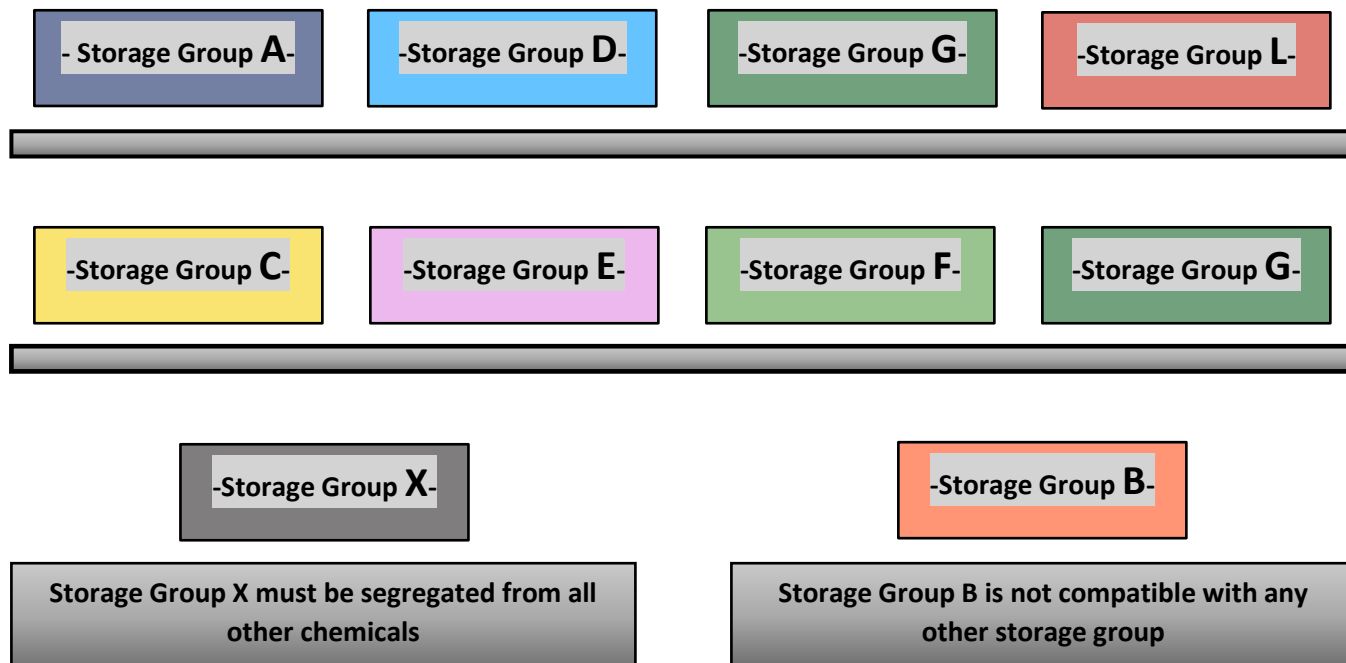 - Storage Group A-
-Storage Group D-
-Storage Group G-
-Storage Group L-
-Storage Group C-
-Storage Group E-
-Storage Group F-
-Storage Group G-
-Storage Group X-
-Storage Group B-
Storage Group X must be segregated from all
other chemicals
Storage Group B is not compatible with any
other storage group